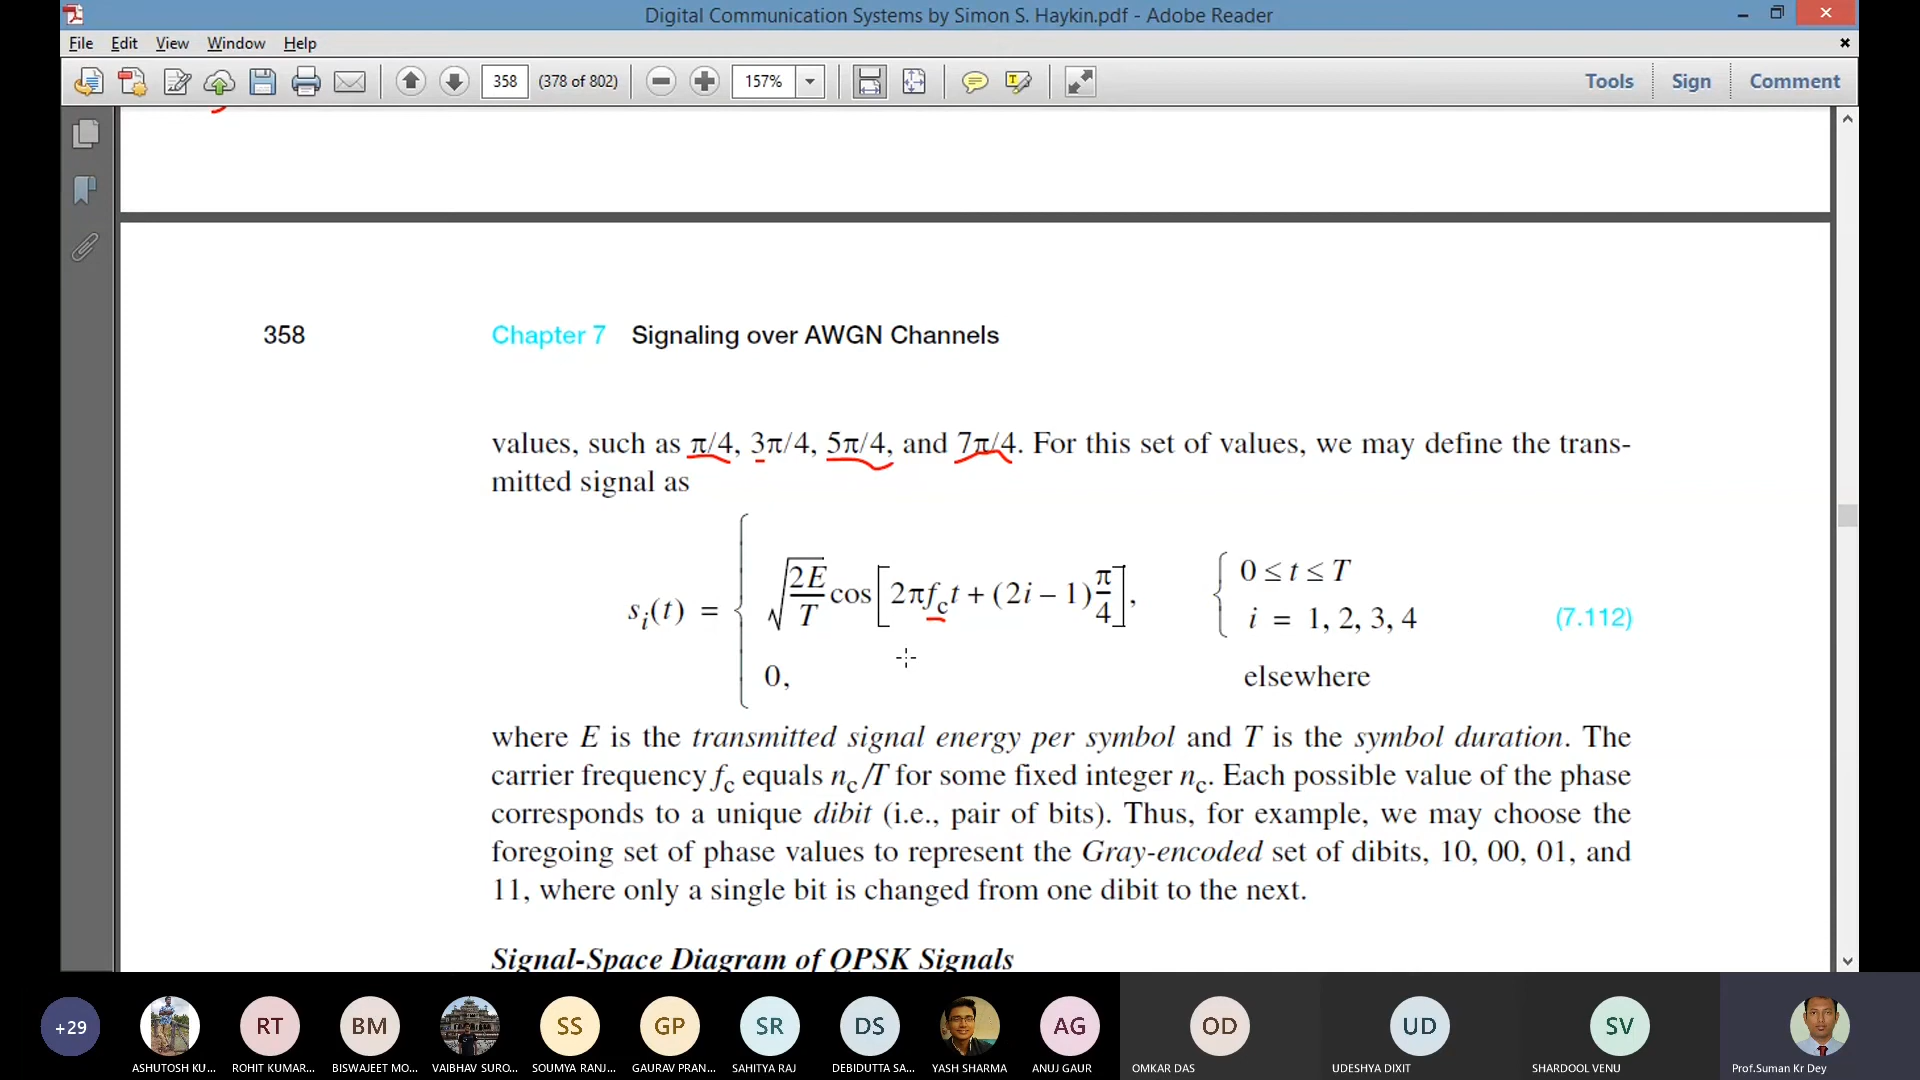 Digital Communication Systems by Simon S. Haykin.pdf - Adobe Reader
File Edit View Window Help
358 (378 of 802) 157% Tools Sign Comment
358 Chapter 7 Signaling over AWGN Channels
values, such as π/4, 3π/4, 5π/4, and 7π/4. For this set of values, we may define the trans-
mitted signal as
s_i(t) = { √(2E/T) cos[2πf_c t + (2i – 1)π/4], { 0 ≤ t ≤ T
i = 1, 2, 3, 4 (7.112)
0, elsewhere
where E is the transmitted signal energy per symbol and T is the symbol duration. The
carrier frequency f_c equals n_c/T for some fixed integer n_c. Each possible value of the phase
corresponds to a unique dibit (i.e., pair of bits). Thus, for example, we may choose the
foregoing set of phase values to represent the Gray-encoded set of dibits, 10, 00, 01, and
11, where only a single bit is changed from one dibit to the next.
Signal-Space Diagram of QPSK Signals
+29 RT BM SS GP SR DS AG OD UD SV
ASHUTOSH KU... ROHIT KUMAR... BISWAJEET MO... VAIBHAV SURO... SOUMYA RANJ... GAURAV PRAN... SAHITYA RAJ DEBIDUTTA SA... YASH SHARMA ANUJ GAUR OMKAR DAS UDESHYA DIXIT SHARDOOL VENU Prof.Suman Kr Dey